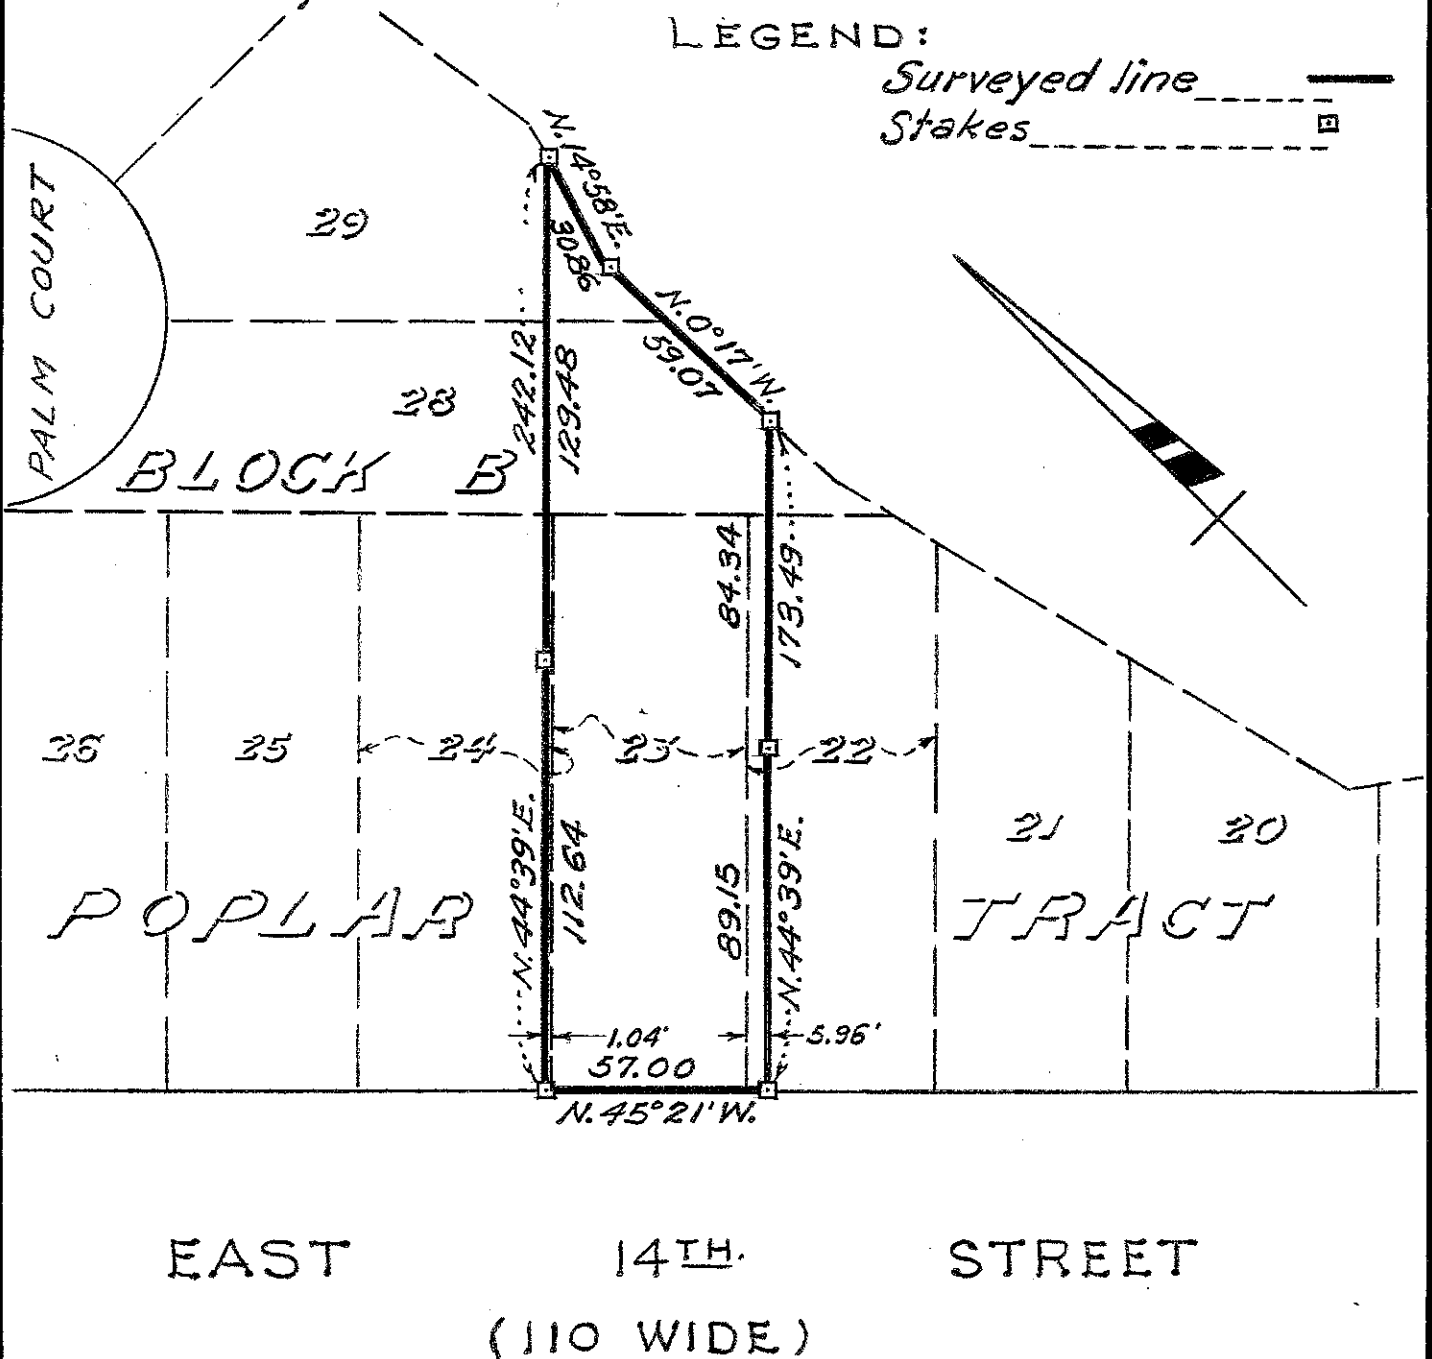 LEGEND:
Surveyed line
Stakes
PALM COURT
29
N. 14°58'E.
30.86
N. 0°17'W.
59.07
28
242.12
129.48
BLOCK B
84.34
173.49
26
25
24
23
22
21
20
N. 44°39'E.
112.64
89.15
N. 44°39'E.
POPLAR TRACT
1.04'
5.96'
57.00
N. 45°21'W.
EAST 14TH. STREET
(110 WIDE)